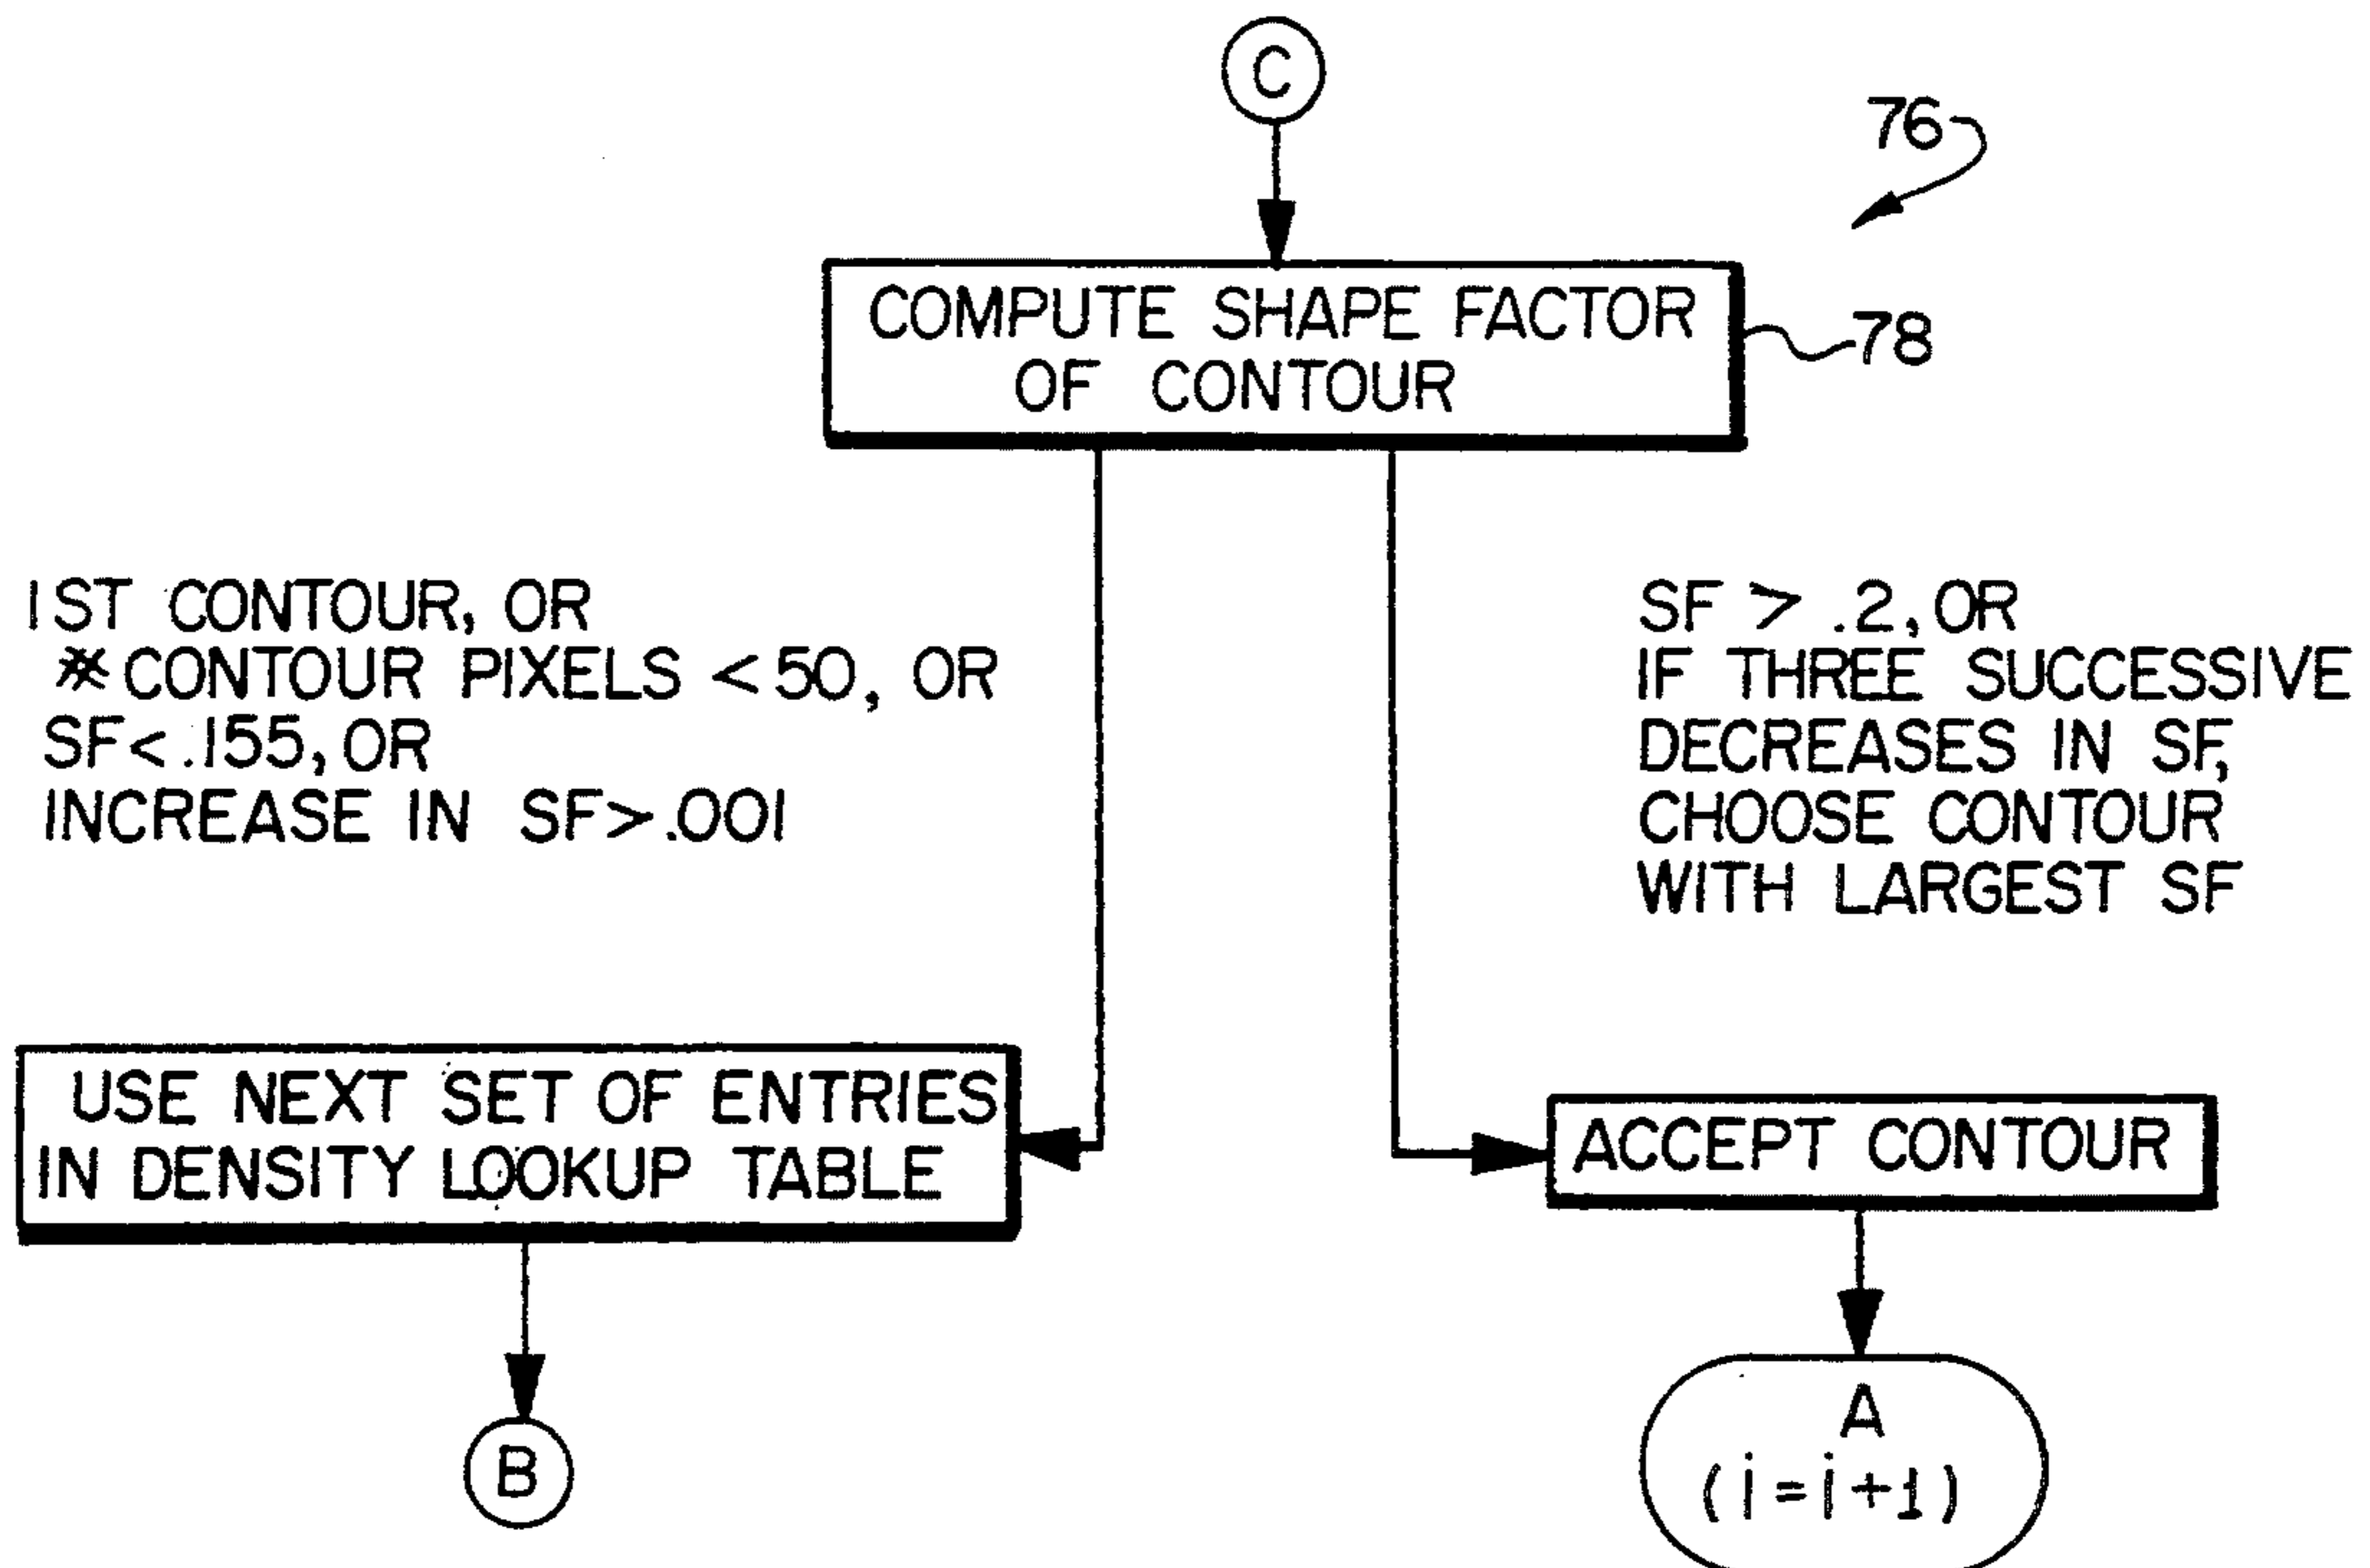 C
76
COMPUTE SHAPE FACTOR
OF CONTOUR
78
1ST CONTOUR, OR
*CONTOUR PIXELS <50, OR
SF<.155, OR
INCREASE IN SF>.001
SF > .2, OR
IF THREE SUCCESSIVE
DECREASES IN SF,
CHOOSE CONTOUR
WITH LARGEST SF
USE NEXT SET OF ENTRIES
IN DENSITY LOOKUP TABLE
ACCEPT CONTOUR
B
A
(i=i+1)